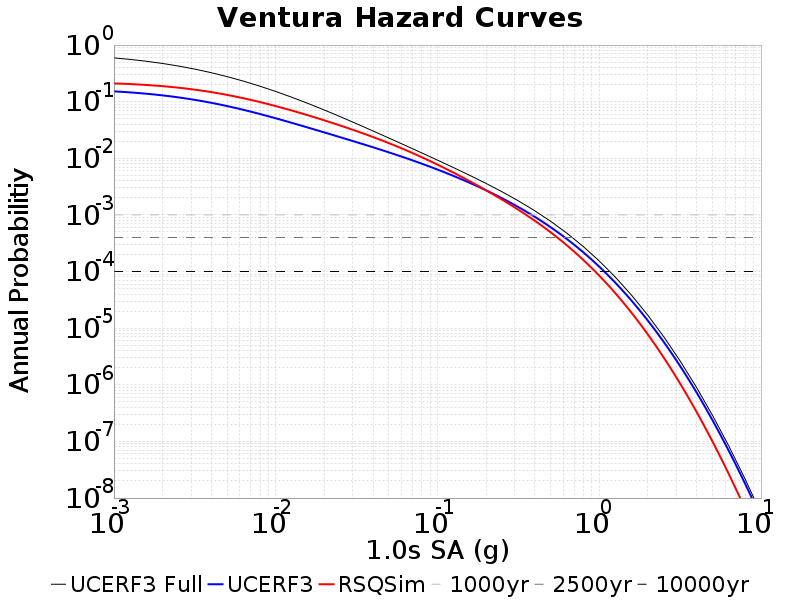 Ventura Hazard Curves
10^0
10^-1
10^-2
10^-3
10^-4
10^-5
10^-6
10^-7
10^-8
Annual Probabilitiy
10^-3 10^-2 10^-1 10^0 10^1
1.0s SA (g)
UCERF3 Full UCERF3 RSQSim 1000yr 2500yr 10000yr